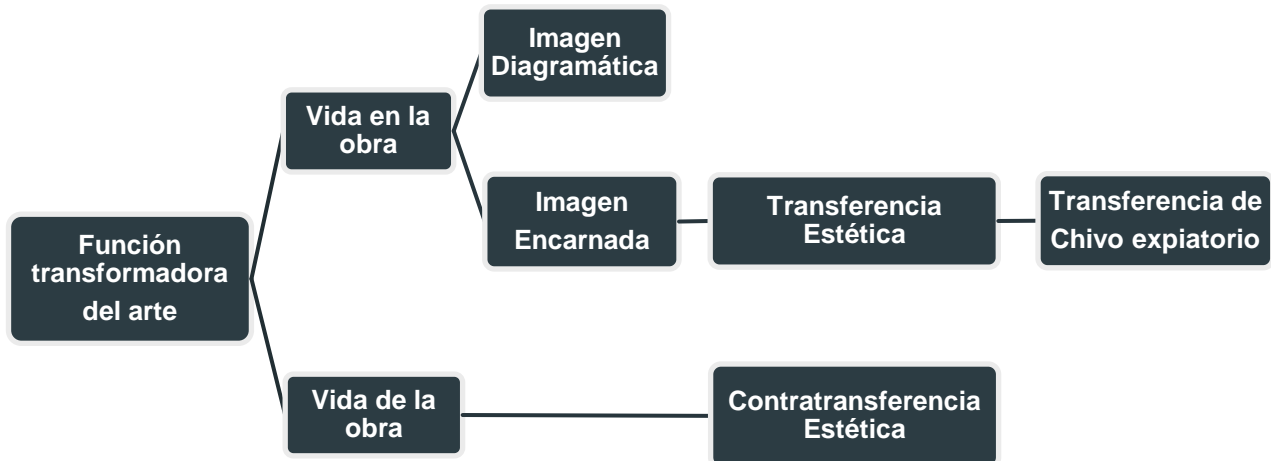 Imagen
Diagramática
Vida en la
obra
Imagen
Encarnada
Transferencia
Estética
Transferencia de
Chivo expiatorio
Función
transformadora
del arte
Vida de la
obra
Contratransferencia
Estética